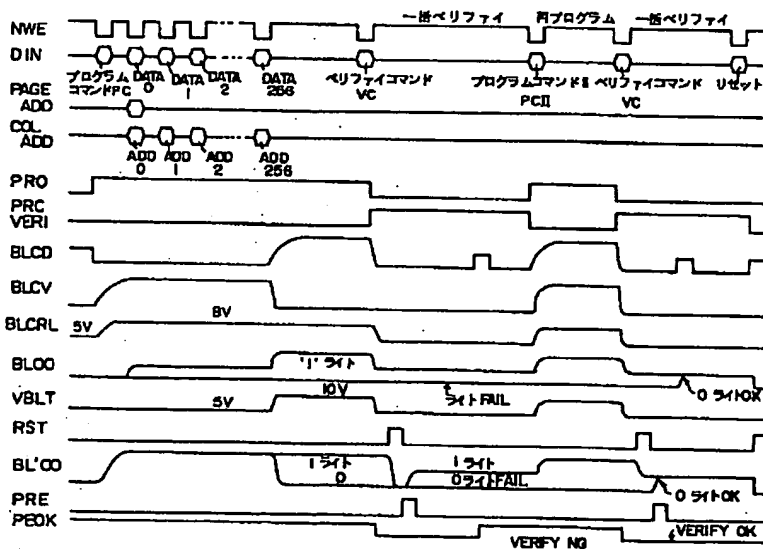 一括ベリファイ 再プログラム 一括ベリファイ
NWE
DIN
プログラム DATA DATA DATA DATA ベリファイコマンド プログラムコマンドⅡ ベリファイコマンド リセット
コマンドPC 0 1 2 256 VC PCII VC
PAGE
ADD
COL
ADD
ADD ADD ADD ADD
0 1 2 256
PRO
PRC
VERI
BLCD
BLCV
8V
BLCRL 5V
BLOO '1' ライト
10V ライトFAIL 0 ライトOK
VBLT 5V
RST
BL'OO 1 ライト 1 ライト
0 0 ライトFAIL 0 ライトOK
PRE
PEOK
VERIFY NG VERIFY OK